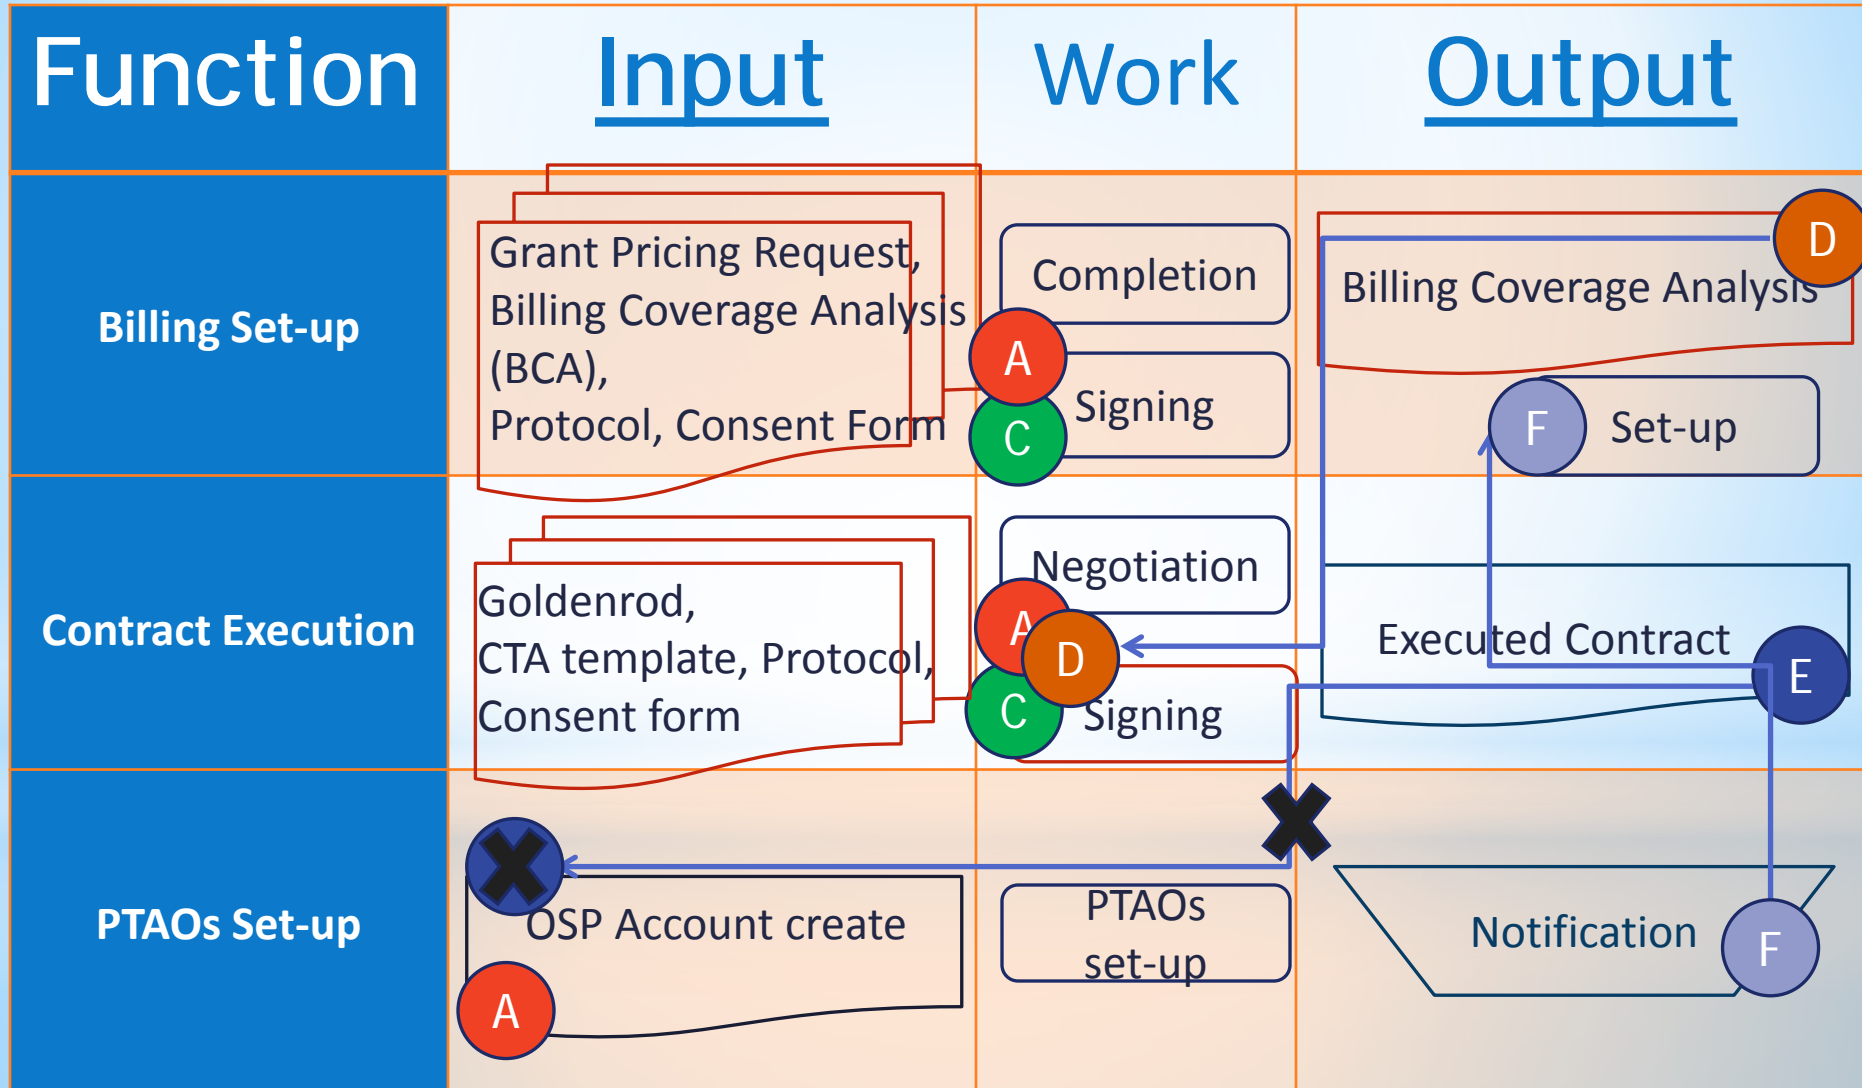 Function
Input
Work
Output
Billing Set-up
Grant Pricing Request,
Billing Coverage Analysis
(BCA),
Protocol, Consent Form
Completion
A
C
Signing
Billing Coverage Analysis
D
F
Set-up
Contract Execution
Goldenrod,
CTA template, Protocol,
Consent form
Negotiation
A
D
C
Signing
Executed Contract
E
PTAOs Set-up
OSP Account create
A
PTAOs
set-up
Notification
F